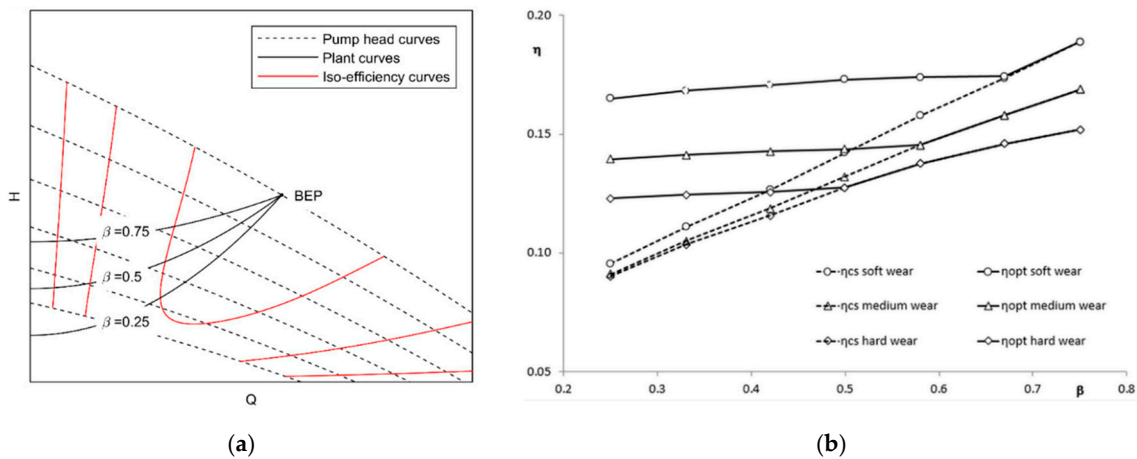 Pump head curves
Plant curves
Iso-efficiency curves
BEP
β=0.75
β=0.5
β=0.25
H
Q
(a)
0.20
η
0.15
0.10
0.05
ηcs soft wear
ηopt soft wear
ηcs medium wear
ηopt medium wear
ηcs hard wear
ηopt hard wear
0.2 0.3 0.4 0.5 0.6 0.7 β 0.8
(b)